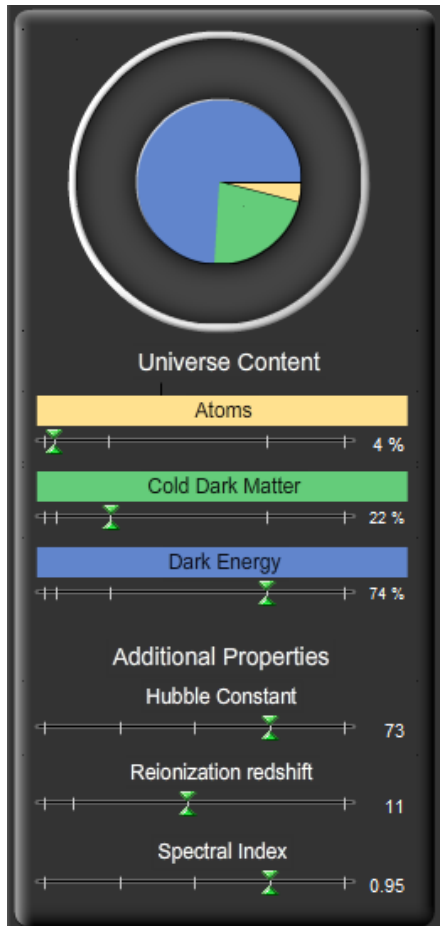 Universe Content
Atoms
4 %
Cold Dark Matter
22 %
Dark Energy
74 %
Additional Properties
Hubble Constant
73
Reionization redshift
11
Spectral Index
0.95